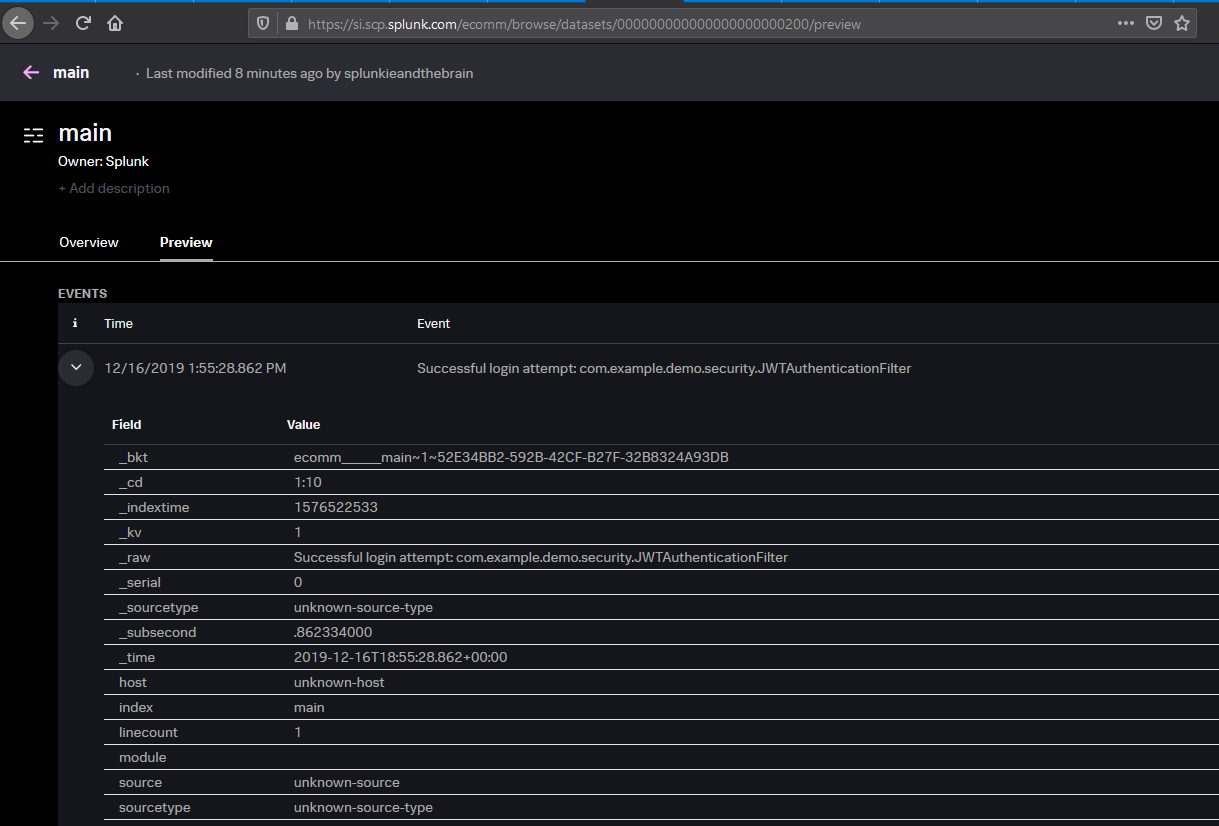 https://si.scp.splunk.com/ecomm/browse/datasets/000000000000000000000200/preview
main · Last modified 8 minutes ago by splunkieandthebrain
main
Owner: Splunk
+ Add description
Overview Preview
EVENTS
i Time Event
12/16/2019 1:55:28.862 PM Successful login attempt: com.example.demo.security.JWTAuthenticationFilter
Field Value
_bkt ecomm______main~1~52E34BB2-592B-42CF-B27F-32B8324A93DB
_cd 1:10
_indextime 1576522533
_kv 1
_raw Successful login attempt: com.example.demo.security.JWTAuthenticationFilter
_serial 0
_sourcetype unknown-source-type
_subsecond .862334000
_time 2019-12-16T18:55:28.862+00:00
host unknown-host
index main
linecount 1
module
source unknown-source
sourcetype unknown-source-type